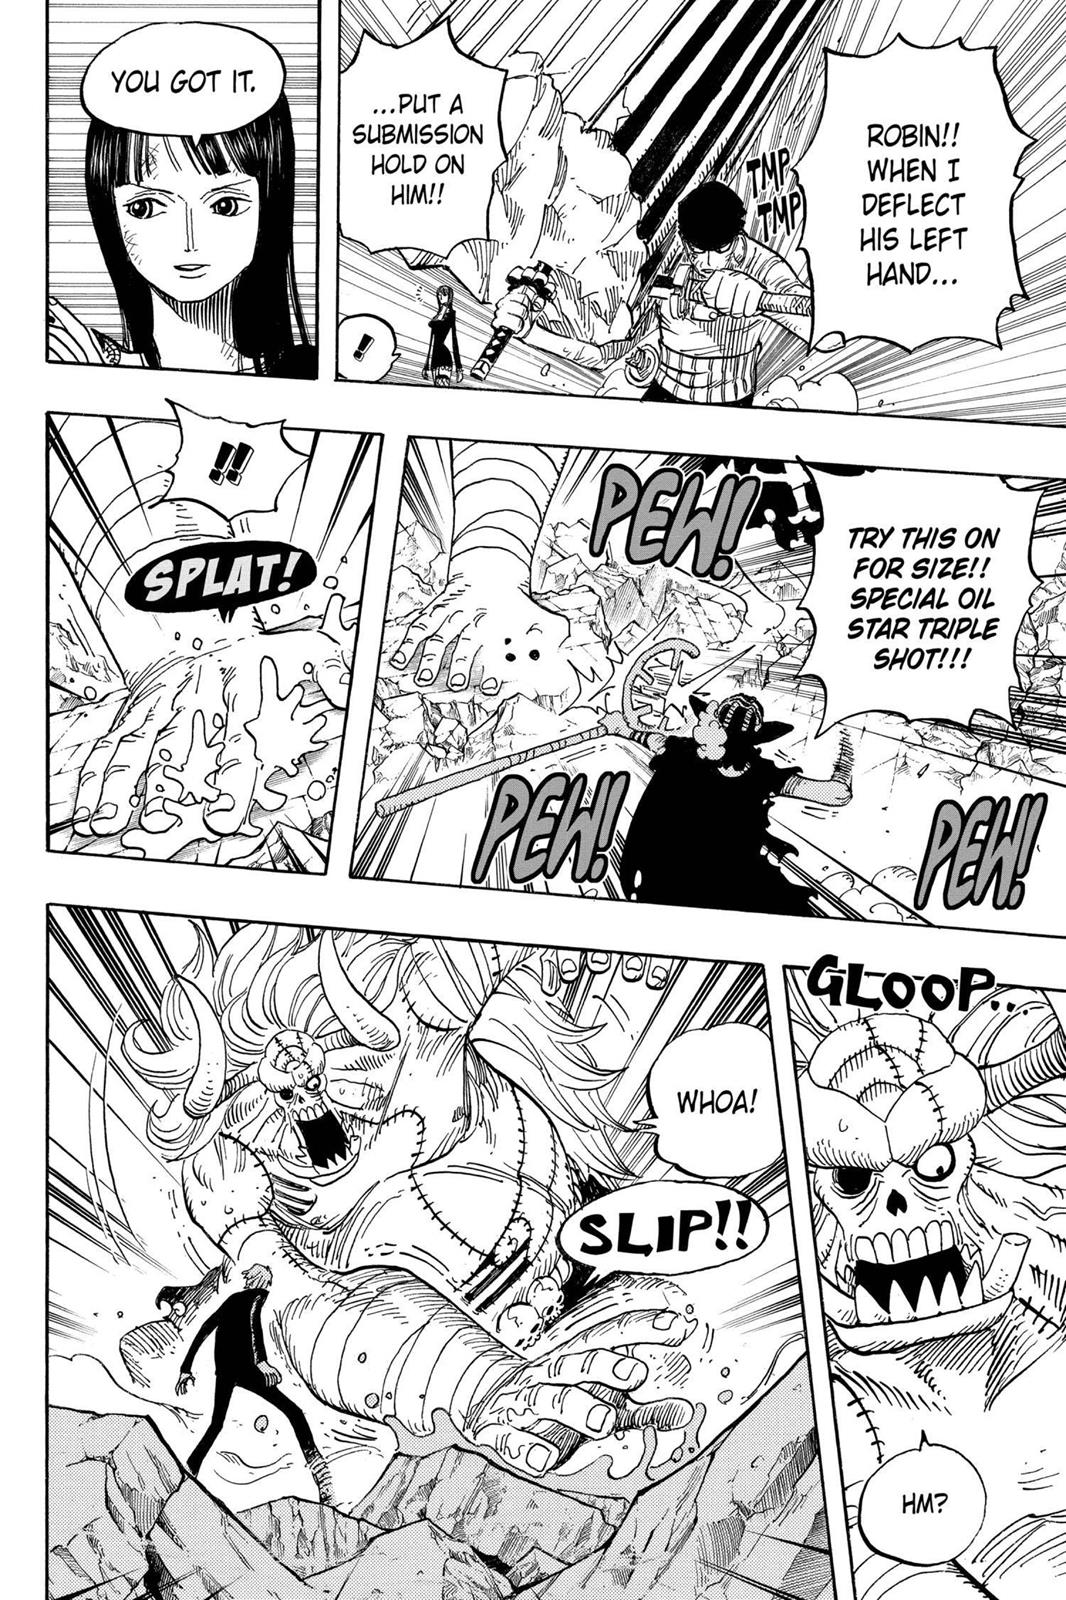 ROBIN!!
WHEN I
DEFLECT
HIS LEFT
HAND...
TMP
TMP
...PUT A
SUBMISSION
HOLD ON
HIM!!
!!
YOU GOT IT.
TRY THIS ON
FOR SIZE!!
SPECIAL OIL
STAR TRIPLE
SHOT!!!
PEW!
PEW!
PEW!
!!
SPLAT!
GLOOP...
HM?
WHOA!
SLIP!!